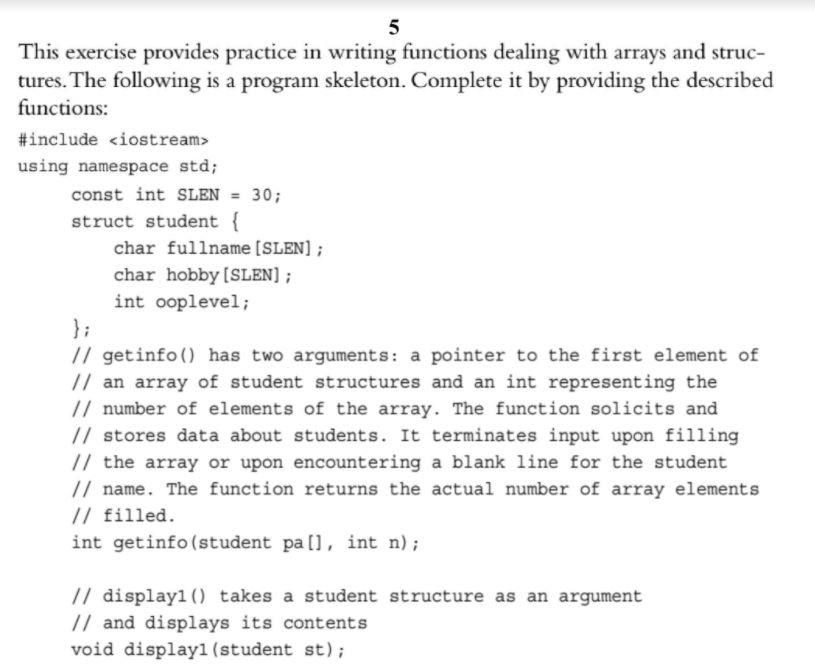 5
This exercise provides practice in writing functions dealing with arrays and struc-
tures. The following is a program skeleton. Complete it by providing the described
functions:
#include <iostream>
using namespace std;
const int SLEN = 30;
struct student {
char fullname[SLEN];
char hobby[SLEN];
int ooplevel;
};
// getinfo() has two arguments: a pointer to the first element of
// an array of student structures and an int representing the
// number of elements of the array. The function solicits and
// stores data about students. It terminates input upon filling
// the array or upon encountering a blank line for the student
// name. The function returns the actual number of array elements
// filled.
int getinfo(student pa[], int n);
// display1() takes a student structure as an argument
// and displays its contents
void display1(student st);